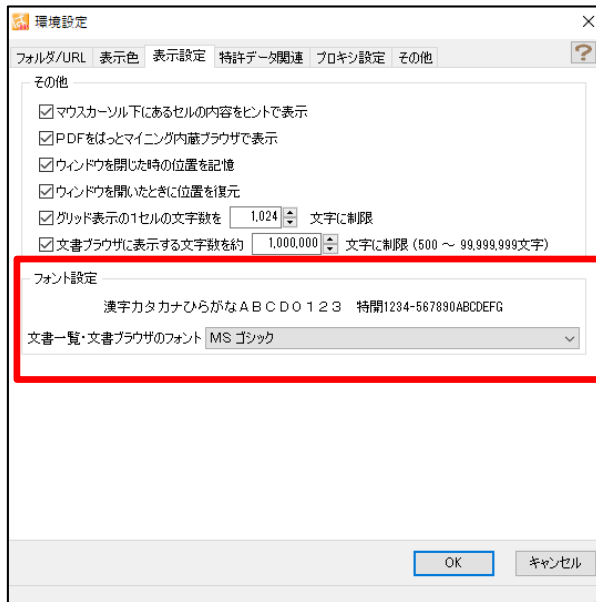 環境設定
フォルダ/URL 表示色 表示設定 特許データ関連 プロキシ設定 その他 ?
その他
マウスカーソル下にあるセルの内容をヒントで表示
PDFをぱっとマイニング内蔵ブラウザで表示
ウィンドウを閉じた時の位置を記憶
ウィンドウを開いたときに位置を復元
グリッド表示の1セルの文字数を 1,024 文字に制限
文書ブラウザに表示する文字数を約 1,000,000 文字に制限 (500 ～ 99,999,999文字)
フォント設定
漢字カタカナひらがなＡＢＣＤ０１２３ 特開1234-567890ABCDEFG
文書一覧・文書ブラウザのフォント MS ゴシック
OK キャンセル